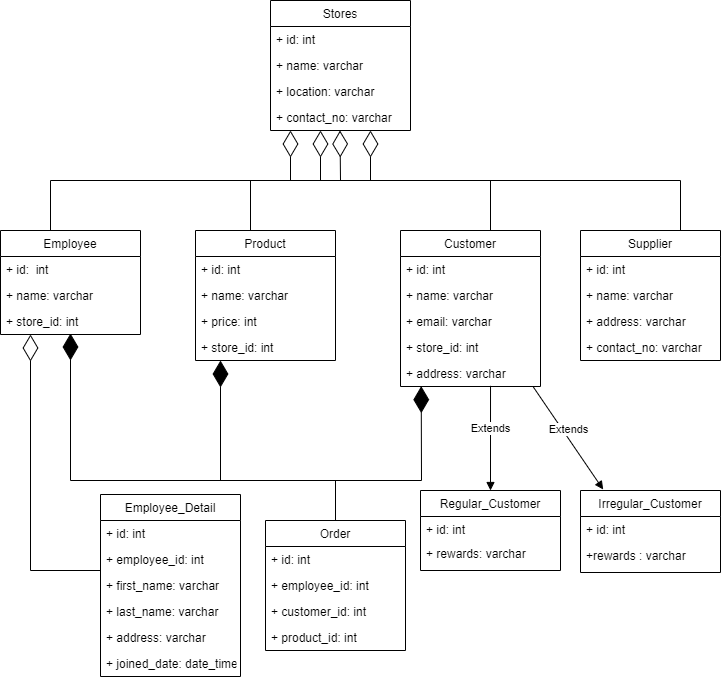 Stores
+ id: int
+ name: varchar
+ location: varchar
+ contact_no: varchar
Employee
+ id:  int
+ name: varchar
+ store_id: int
Product
+ id: int
+ name: varchar
+ price: int
+ store_id: int
Customer
+ id: int
+ name: varchar
+ email: varchar
+ store_id: int
+ address: varchar
Supplier
+ id: int
+ name: varchar
+ address: varchar
+ contact_no: varchar
Extends
Extends
Employee_Detail
+ id: int
+ employee_id: int
+ first_name: varchar
+ last_name: varchar
+ address: varchar
+ joined_date: date_time
Order
+ id: int
+ employee_id: int
+ customer_id: int
+ product_id: int
Regular_Customer
+ id: int
+ rewards: varchar
Irregular_Customer
+ id: int
+rewards : varchar